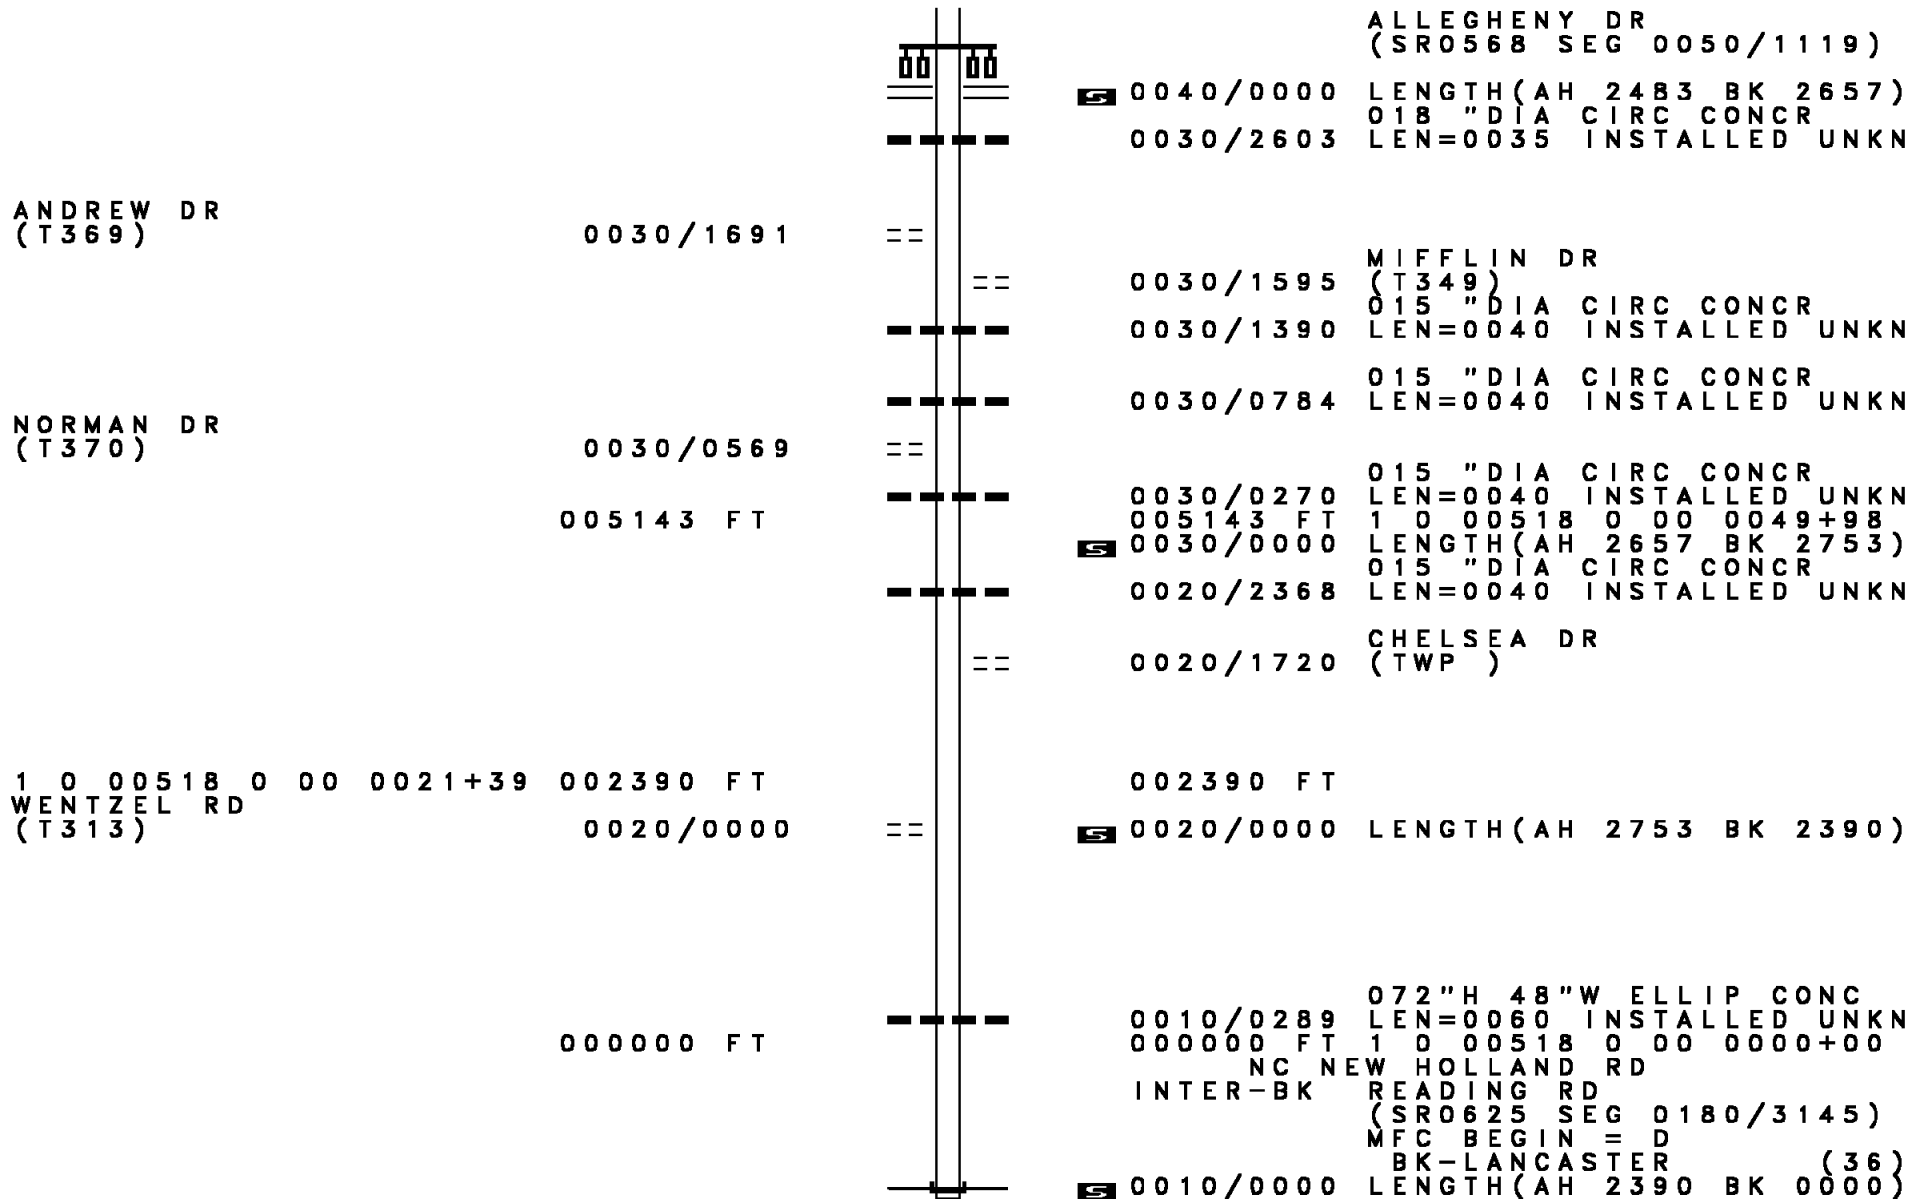 ALLEGHENY DR
(SR0568 SEG 0050/1119)
S 0040/0000 LENGTH(AH 2483 BK 2657)
018 "DIA CIRC CONCR
0030/2603 LEN=0035 INSTALLED UNKN
ANDREW DR
(T369) 0030/1691
MIFFLIN DR
0030/1595 (T349)
015 "DIA CIRC CONCR
0030/1390 LEN=0040 INSTALLED UNKN
015 "DIA CIRC CONCR
0030/0784 LEN=0040 INSTALLED UNKN
NORMAN DR
(T370) 0030/0569
015 "DIA CIRC CONCR
0030/0270 LEN=0040 INSTALLED UNKN
005143 FT 005143 FT 1 0 00518 0 00 0049+98
S 0030/0000 LENGTH(AH 2657 BK 2753)
015 "DIA CIRC CONCR
0020/2368 LEN=0040 INSTALLED UNKN
CHELSEA DR
0020/1720 (TWP )
1 0 00518 0 00 0021+39 002390 FT 002390 FT
WENTZEL RD
(T313) 0020/0000 S 0020/0000 LENGTH(AH 2753 BK 2390)
072"H 48"W ELLIP CONC
0010/0289 LEN=0060 INSTALLED UNKN
000000 FT 000000 FT 1 0 00518 0 00 0000+00
NC NEW HOLLAND RD
INTER-BK READING RD
(SR0625 SEG 0180/3145)
MFC BEGIN = D
BK-LANCASTER (36)
S 0010/0000 LENGTH(AH 2390 BK 0000)